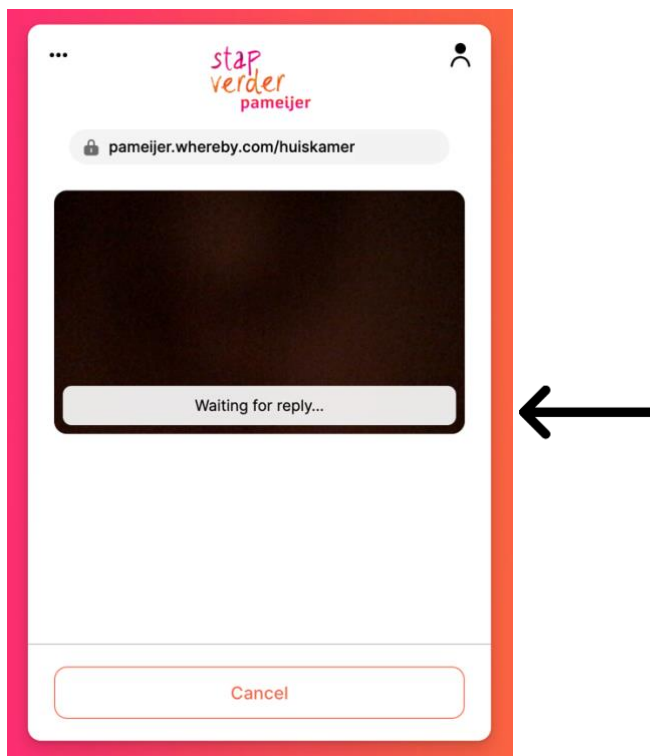 stap
verder
pameijer
pameijer.whereby.com/huiskamer
Waiting for reply...
Cancel